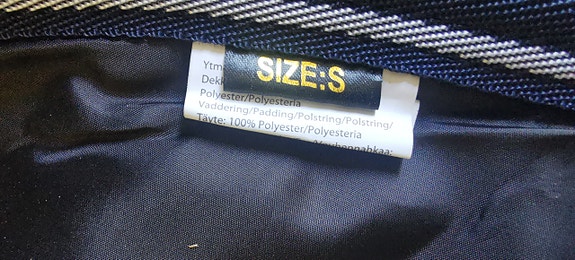 SIZE:S
Polyester/Polyesteria
Vaddering/Padding/Polstring/Polstring/
Täyte: 100% Polyester/Polyesteria